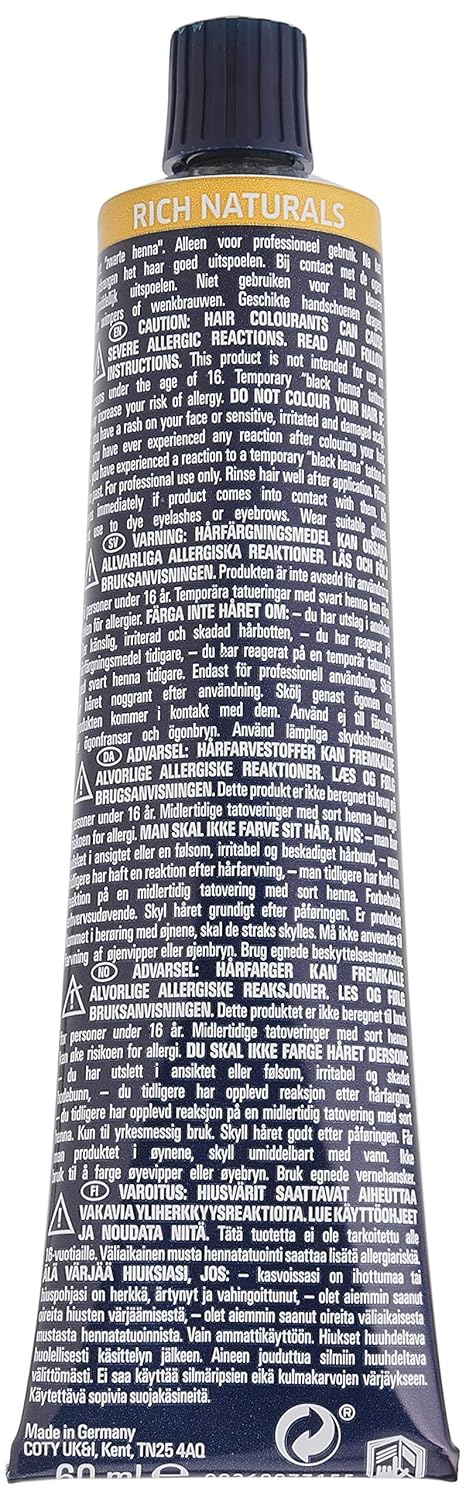 RICH NATURALS
"zwarte henna". Alleen voor professioneel gebruik. Na het
het haar goed uitspoelen. Bij contact met de ogen
uitspoelen. Niet gebruiken voor het kleuren
wimpers of wenkbrauwen. Geschikte handschoenen dragen.
EN CAUTION: HAIR COLOURANTS CAN CAUSE
SEVERE ALLERGIC REACTIONS. READ AND FOLLOW
INSTRUCTIONS. This product is not intended for use on
under the age of 16. Temporary "black henna"
increase your risk of allergy. DO NOT COLOUR YOUR HAIR IF:
you have a rash on your face or sensitive, irritated and damaged scalp,
you have ever experienced any reaction after colouring your hair,
you have experienced a reaction to a temporary "black henna" tattoo
past. For professional use only. Rinse hair well after application. Rinse
immediately if product comes into contact with them. Do
use to dye eyelashes or eyebrows. Wear suitable gloves.
SV VARNING: HÅRFÄRGNINGSMEDEL KAN ORSAKA
ALLVARLIGA ALLERGISKA REAKTIONER. LÄS OCH FÖLJ
BRUKSANVISNINGEN. Produkten är inte avsedd för användning
personer under 16 år. Temporära tatueringar med svart henna kan öka
för allergier. FÄRGA INTE HÅRET OM: – du har utslag i ansiktet
känslig, irriterad och skadad hårbotten, – du har reagerat på
hårfärgningsmedel tidigare, – du har reagerat på en temporär tatuering
svart henna tidigare. Endast för professionell användning. Skölj
håret noggrant efter användning. Skölj genast ögonen om
produkten kommer i kontakt med dem. Använd ej till färgning
ögonfransar och ögonbryn. Använd lämpliga skyddshandskar.
DA ADVARSEL: HÅRFARVESTOFFER KAN FREMKALDE
ALVORLIGE ALLERGISKE REAKTIONER. LÆS OG FØLG
BRUGSANVISNINGEN. Dette produkt er ikke beregnet til brug på
personer under 16 år. Midlertidige tatoveringer med sort henna kan øge
risikoen for allergi. MAN SKAL IKKE FARVE SIT HÅR, HVIS: – man har
udslæt i ansigtet eller en følsom, irritabel og beskadiget hårbund, – man
tidligere har haft en reaktion efter hårfarvning, – man tidligere har haft en
reaktion på en midlertidig tatovering med sort henna. Forbeholdt
erhvervsudøvende. Skyl håret grundigt efter påføringen. Er produktet
kommet i berøring med øjnene, skal de straks skylles. Må ikke anvendes til
farvning af øjenvipper eller øjenbryn. Brug egnede beskyttelseshandsker.
NO ADVARSEL: HÅRFARGER KAN FREMKALLE
ALVORLIGE ALLERGISKE REAKSJONER. LES OG FØLG
BRUKSANVISNINGEN. Dette produktet er ikke beregnet til bruk
for personer under 16 år. Midlertidige tatoveringer med sort henna
kan øke risikoen for allergi. DU SKAL IKKE FARGE HÅRET DERSOM:
– du har utslett i ansiktet eller følsom, irritabel og skadet
hodebunn, – du tidligere har opplevd reaksjon etter hårfarging,
– du tidligere har opplevd reaksjon på en midlertidig tatovering med sort
henna. Kun til yrkesmessig bruk. Skyll håret godt etter påføringen. Får
man produktet i øynene, skyll umiddelbart med vann. Ikke
bruk til å farge øyevipper eller øyebryn. Bruk egnede vernehansker.
FI VAROITUS: HIUSVÄRIT SAATTAVAT AIHEUTTAA
VAKAVIA YLIHERKKYYSREAKTIOITA. LUE KÄYTTÖOHJEET
JA NOUDATA NIITÄ. Tätä tuotetta ei ole tarkoitettu alle
16-vuotiaille. Väliaikainen musta hennatatuointi saattaa lisätä allergiariskiä.
ÄLÄ VÄRJÄÄ HIUKSIASI, JOS: – kasvoissasi on ihottumaa tai
hiuspohjasi on herkkä, ärtynyt ja vahingoittunut, – olet aiemmin saanut
oireita hiusten värjäämisestä, – olet aiemmin saanut oireita väliaikaisesta
mustasta hennatatuoinnista. Vain ammattikäyttöön. Hiukset huuhdeltava
huolellisesti käsittelyn jälkeen. Aineen jouduttua silmiin huuhdeltava
välittömästi. Ei saa käyttää silmäripsien eikä kulmakarvojen värjäykseen.
Käytettävä sopivia suojakäsineitä.
Made in Germany
COTY UK&I, Kent, TN25 4AQ
®
60 ml